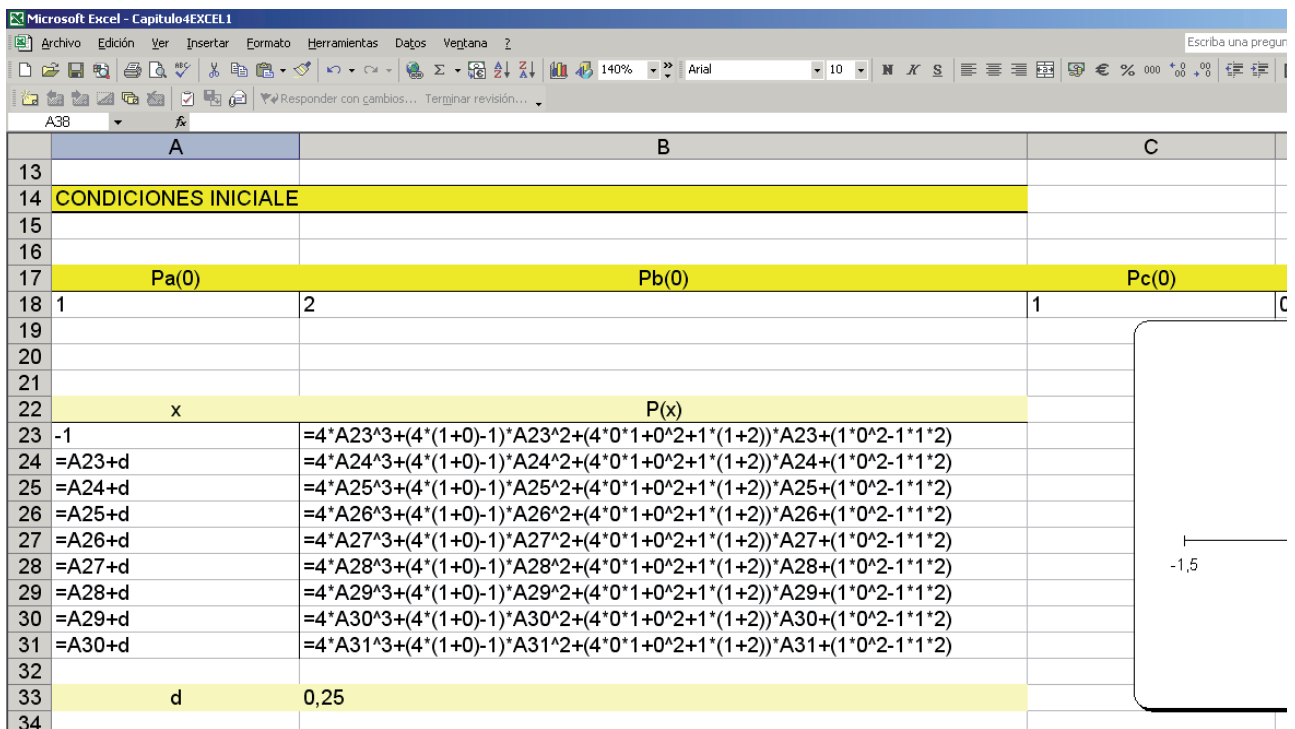 Microsoft Excel - Capitulo4EXCEL1
Archivo Edición Ver Insertar Formato Herramientas Datos Ventana ?
Escriba una pregun
140% Arial 10 N K S € % 000
Responder con cambios... Terminar revisión...
A38 fx
A B C
13
14 CONDICIONES INICIALE
15
16
17 Pa(0) Pb(0) Pc(0)
18 1 2 1 0
19
20
21
22 x P(x)
23 -1 =4*A23^3+(4*(1+0)-1)*A23^2+(4*0*1+0^2+1*(1+2))*A23+(1*0^2-1*1*2)
24 =A23+d =4*A24^3+(4*(1+0)-1)*A24^2+(4*0*1+0^2+1*(1+2))*A24+(1*0^2-1*1*2)
25 =A24+d =4*A25^3+(4*(1+0)-1)*A25^2+(4*0*1+0^2+1*(1+2))*A25+(1*0^2-1*1*2)
26 =A25+d =4*A26^3+(4*(1+0)-1)*A26^2+(4*0*1+0^2+1*(1+2))*A26+(1*0^2-1*1*2)
27 =A26+d =4*A27^3+(4*(1+0)-1)*A27^2+(4*0*1+0^2+1*(1+2))*A27+(1*0^2-1*1*2)
28 =A27+d =4*A28^3+(4*(1+0)-1)*A28^2+(4*0*1+0^2+1*(1+2))*A28+(1*0^2-1*1*2)
-1,5
29 =A28+d =4*A29^3+(4*(1+0)-1)*A29^2+(4*0*1+0^2+1*(1+2))*A29+(1*0^2-1*1*2)
30 =A29+d =4*A30^3+(4*(1+0)-1)*A30^2+(4*0*1+0^2+1*(1+2))*A30+(1*0^2-1*1*2)
31 =A30+d =4*A31^3+(4*(1+0)-1)*A31^2+(4*0*1+0^2+1*(1+2))*A31+(1*0^2-1*1*2)
32
33 d 0,25
34